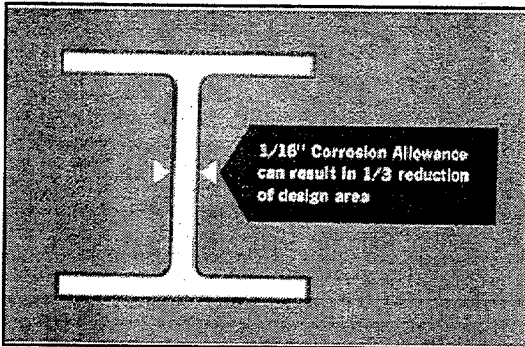 1/16" Corrosion Allowance
can result in 1/3 reduction
of design area